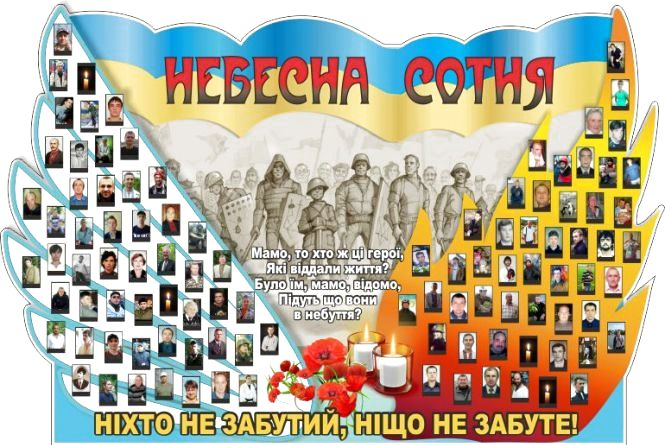 НЕБЕСНА СОТНЯ
Мамо, то хто ж ці герої,
Які віддали життя?
Було їм, мамо, відомо,
Підуть що вони
в небуття?
НІХТО НЕ ЗАБУТИЙ, НІЩО НЕ ЗАБУТЕ!